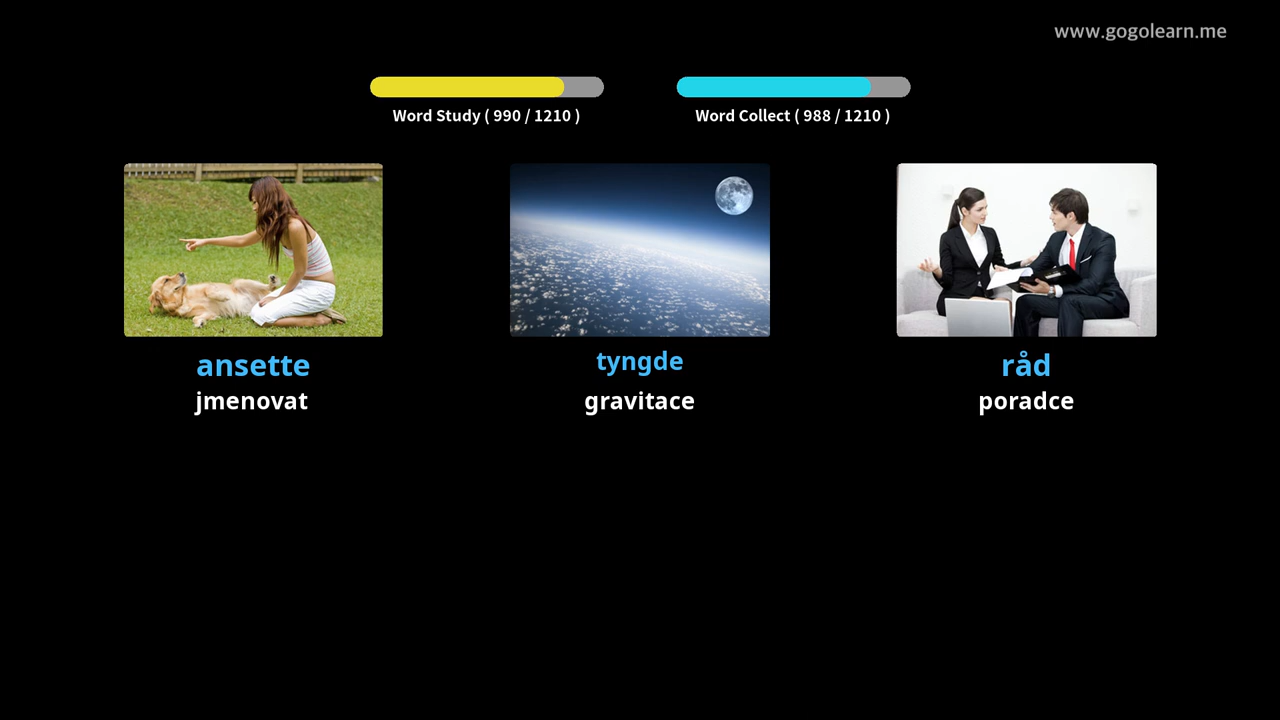 www.gogolearn.me
Word Study ( 990 / 1210 )
Word Collect ( 988 / 1210 )
ansette
jmenovat
tyngde
gravitace
råd
poradce